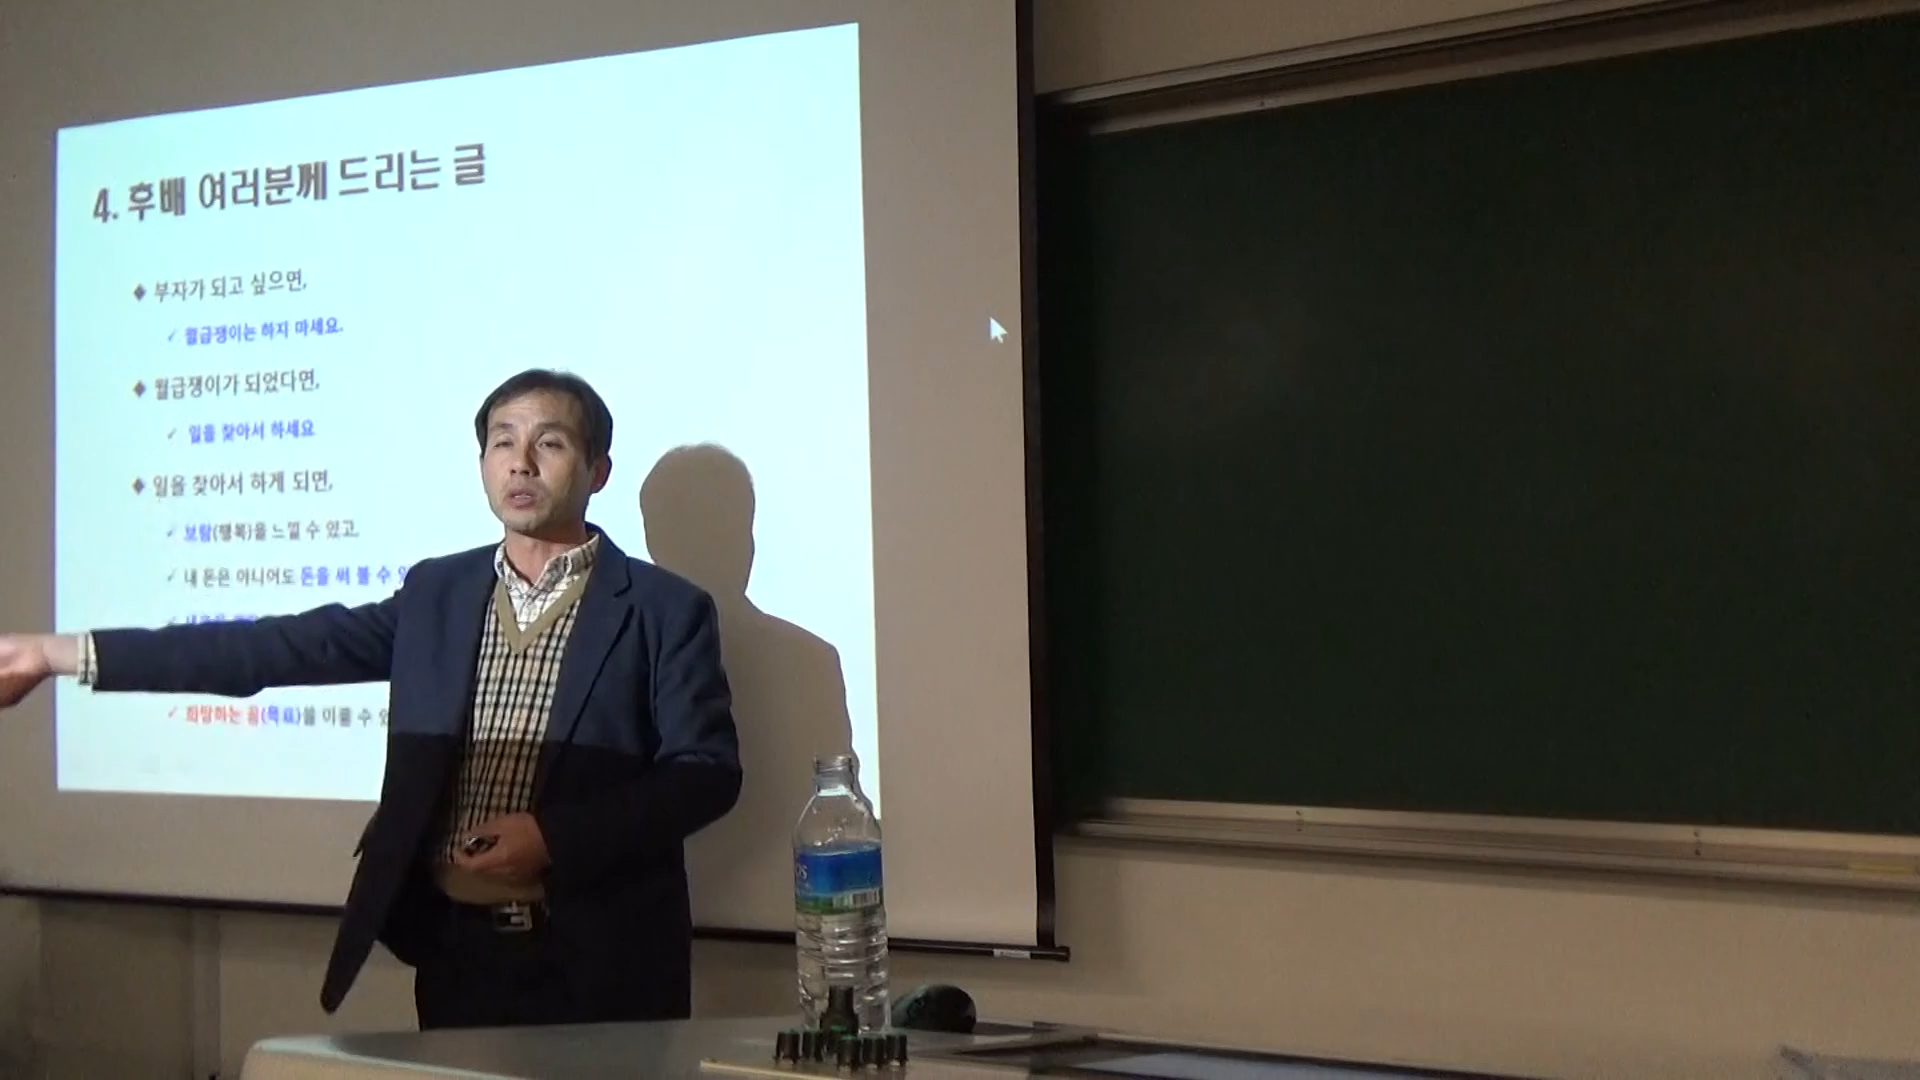 4. 후배 여러분께 드리는 글
◆ 부자가 되고 싶으면,
✓ 월급쟁이는 하지 마세요.
◆ 월급쟁이가 되었다면,
✓ 일을 찾아서 하세요
◆ 일을 찾아서 하게 되면,
✓ 보람(행복)을 느낄 수 있고,
✓ 내 돈은 아니어도 돈을 써 볼 수
✓ 희망하는 꿈(목표)을 이룰 수